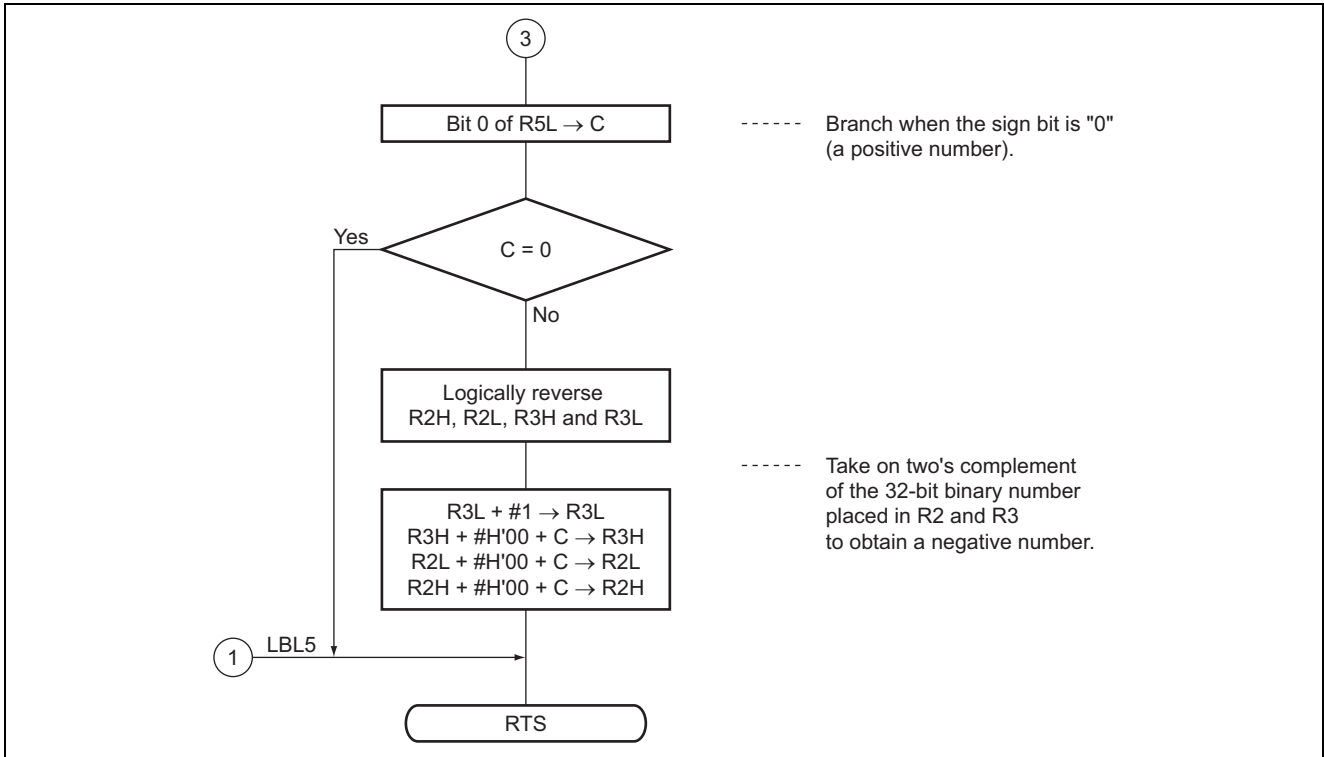 3
Bit 0 of R5L → C
------ Branch when the sign bit is "0"
(a positive number).
Yes
C = 0
No
Logically reverse
R2H, R2L, R3H and R3L
------ Take on two's complement
of the 32-bit binary number
placed in R2 and R3
to obtain a negative number.
R3L + #1 → R3L
R3H + #H'00 + C → R3H
R2L + #H'00 + C → R2L
R2H + #H'00 + C → R2H
1 LBL5
RTS